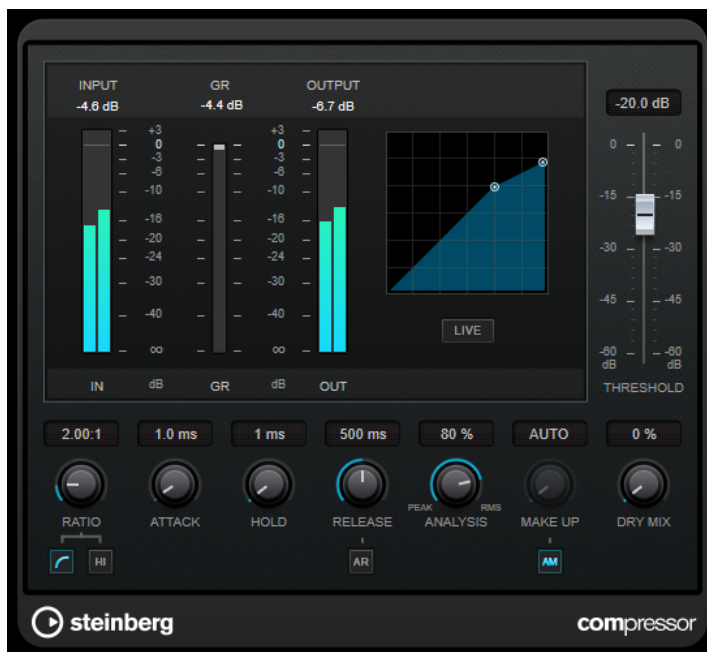 INPUT GR OUTPUT
-4.6 dB -4.4 dB -6.7 dB
-20.0 dB
+3 +3
0 0
-3 -3
-6 -6
-10 -10
-16 -16
-20 -20
-24 -24
-30 -30
-40 -40
∞ ∞
0 0
-15 -15
-30 -30
-45 -45
-60 -60
dB dB
LIVE
IN dB GR dB OUT
THRESHOLD
2.00:1 1.0 ms 1 ms 500 ms 80 % AUTO 0 %
PEAK RMS
RATIO ATTACK HOLD RELEASE ANALYSIS MAKE UP DRY MIX
HI AR AM
steinberg compressor